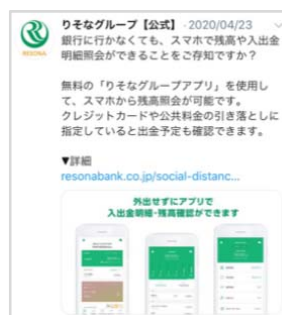 りそなグループ【公式】 · 2020/04/23
RESONA
銀行に行かなくても、スマホで残高や入出金
明細照会ができることをご存知ですか？
無料の「りそなグループアプリ」を使用し
て、スマホから残高照会が可能です。
クレジットカードや公共料金の引き落としに
指定していると出金予定も確認できます。
▼詳細
resonabank.co.jp/social-distanc...
外出せずにアプリで
入出金明細・残高確認ができます